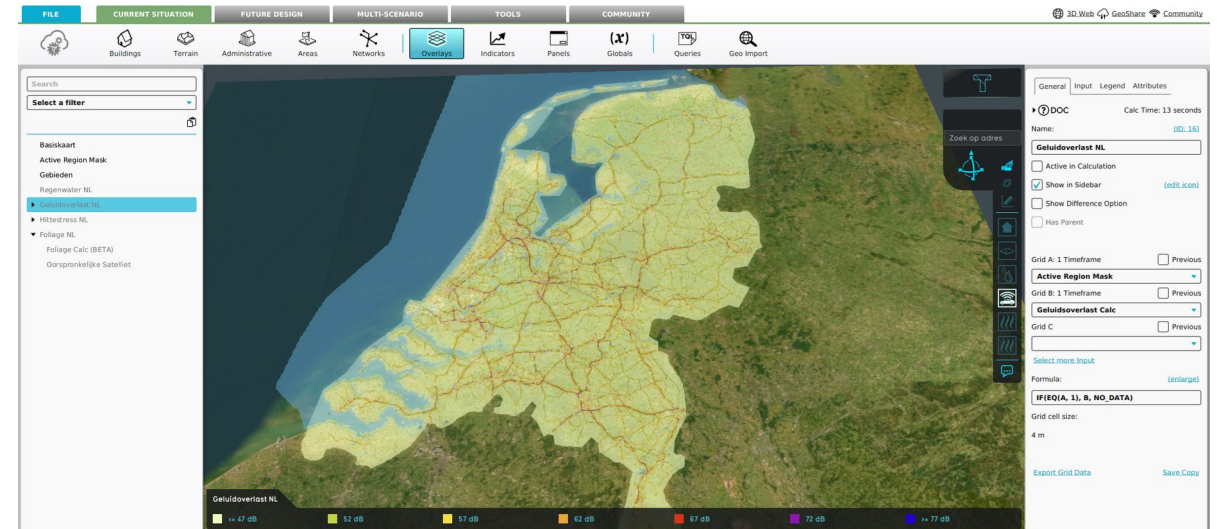 FILE
CURRENT SITUATION
FUTURE DESIGN
MULTI-SCENARIO
TOOLS
COMMUNITY
3D Web GeoShare Community
Buildings
Terrain
Administrative
Areas
Networks
Overlays
Indicators
Panels
(x)
Globals
TQL
Queries
Geo Import
Search
Select a filter
Basiskaart
Active Region Mask
Gebieden
Regenwater NL
Geluidoverlast NL
Hittestress NL
Foliage NL
Foliage Calc (BETA)
Oorspronkelijke Satelliet
Zoek op adres
Geluidoverlast NL
<= 47 dB
52 dB
57 dB
62 dB
67 dB
72 dB
>= 77 dB
General Input Legend Attributes
? DOC Calc Time: 13 seconds
Name: (ID: 16)
Geluidoverlast NL
Active in Calculation
Show in Sidebar (edit icon)
Show Difference Option
Has Parent
Grid A: 1 Timeframe Previous
Active Region Mask
Grid B: 1 Timeframe Previous
Geluidsoverlast Calc
Grid C Previous
Select more Input
Formula: (enlarge)
IF(EQ(A, 1), B, NO_DATA)
Grid cell size:
4 m
Export Grid Data Save Copy